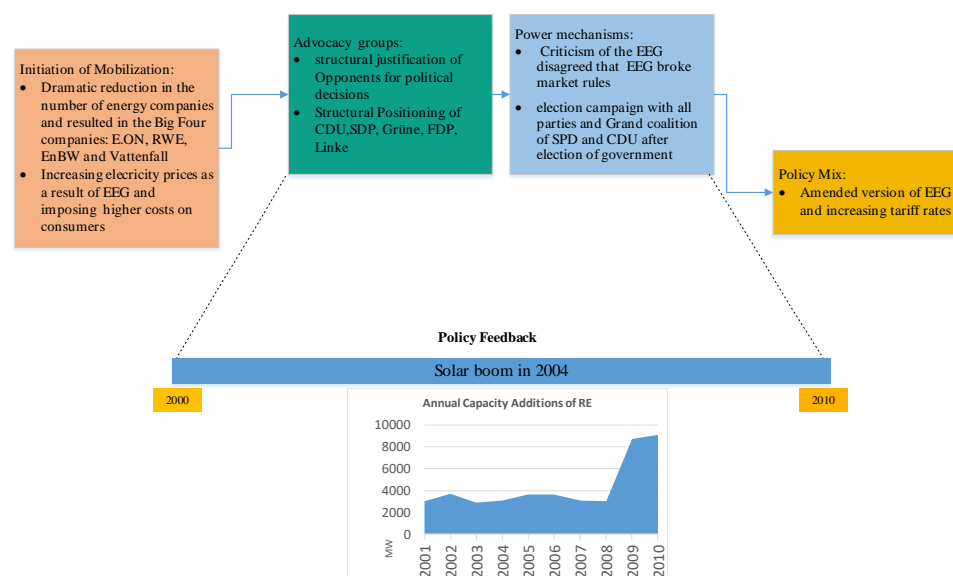 Initiation of Mobilization:
• Dramatic reduction in the
number of energy companies
and resulted in the Big Four
companies: E.ON, RWE,
EnBW and Vattenfall
• Increasing elecricity prices as
a result of EEG and
imposing higher costs on
consumers
Advocacy groups:
• structural justification of
Opponents for political
decisions
• Structural Positioning of
CDU,SDP, Grüne, FDP,
Linke
Power mechanisms:
• Criticism of the EEG
disagreed that EEG broke
market rules
• election campaign with all
parties and Grand coalition
of SPD and CDU after
election of government
Policy Mix:
• Amended version of EEG
and increasing tariff rates
Policy Feedback
Solar boom in 2004
2000
2010
Annual Capacity Additions of RE
10000
8000
6000
4000
2000
0
MW
2001
2002
2003
2004
2005
2006
2007
2008
2009
2010